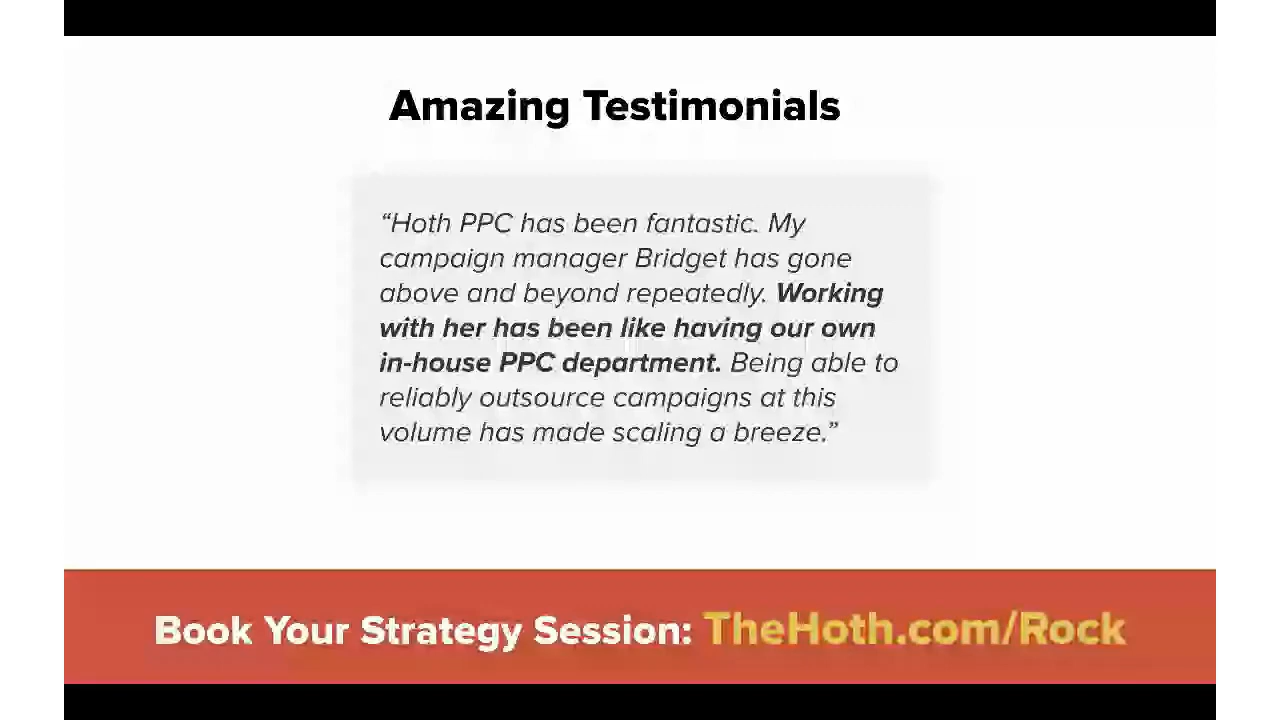 Amazing Testimonials
“Hoth PPC has been fantastic. My
campaign manager Bridget has gone
above and beyond repeatedly. Working
with her has been like having our own
in-house PPC department. Being able to
reliably outsource campaigns at this
volume has made scaling a breeze.”
Book Your Strategy Session: TheHoth.com/Rock